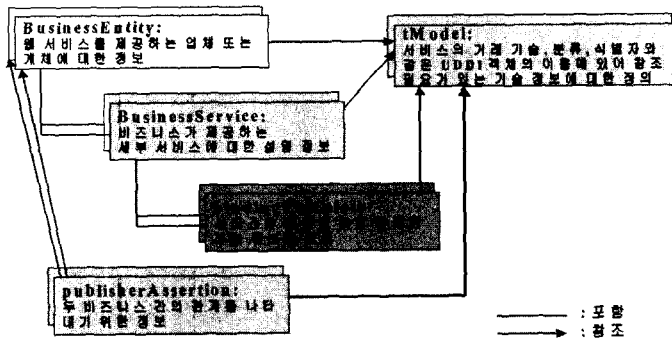 BusinessEntity:
웹 서비스를 제공하는 업체 또는
개체에 대한 정보
tModel:
서비스의 거래 기술, 분류, 식별자와
같은 UDDI 객체의 이용에 있어 참조
필요가 있는 기술 정보에 대한 정의
BusinessService:
비즈니스가 제공하는
세부 서비스에 대한 설명 정보
publisherAssertion:
두 비즈니스 간의 관계를 나타
내기 위한 정보
: 포함
: 참조